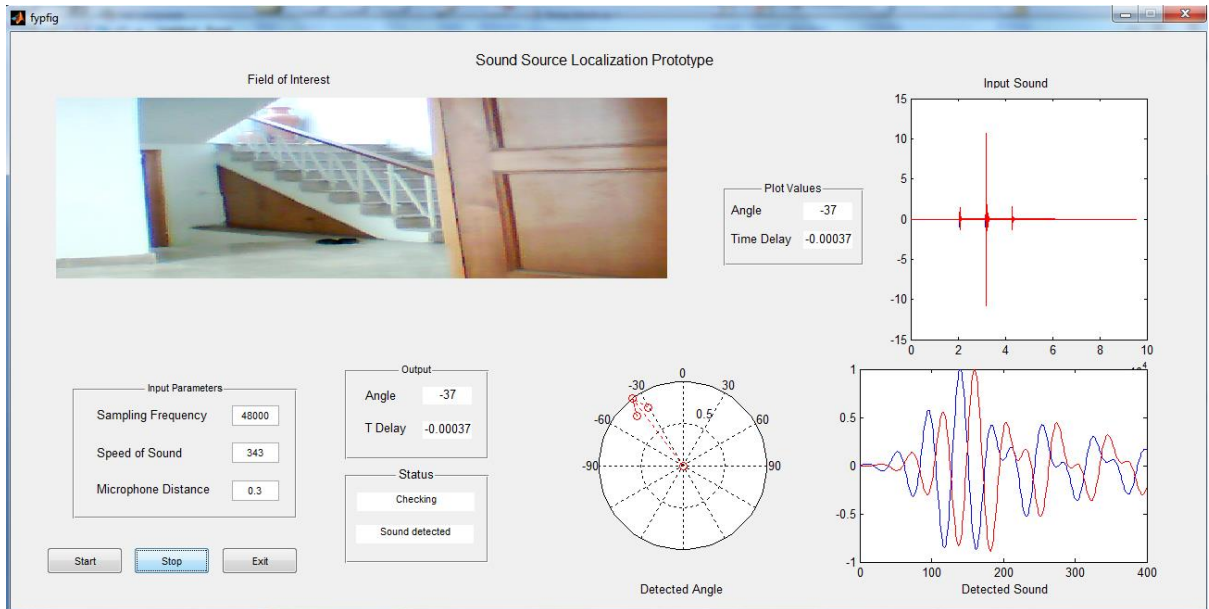 fypfig
Sound Source Localization Prototype
Field of Interest
Input Sound
15
10
5
0
-5
-10
-15
0 2 4 6 8 10
Plot Values
Angle -37
Time Delay -0.00037
Input Parameters
Sampling Frequency 48000
Speed of Sound 343
Microphone Distance 0.3
Output
Angle -37
T Delay -0.00037
Status
Checking
Sound detected
Start Stop Exit
0
-30 30
-60 0.5 60
-90 90
Detected Angle
1
0.5
0
-0.5
-1
0 100 200 300 400
Detected Sound